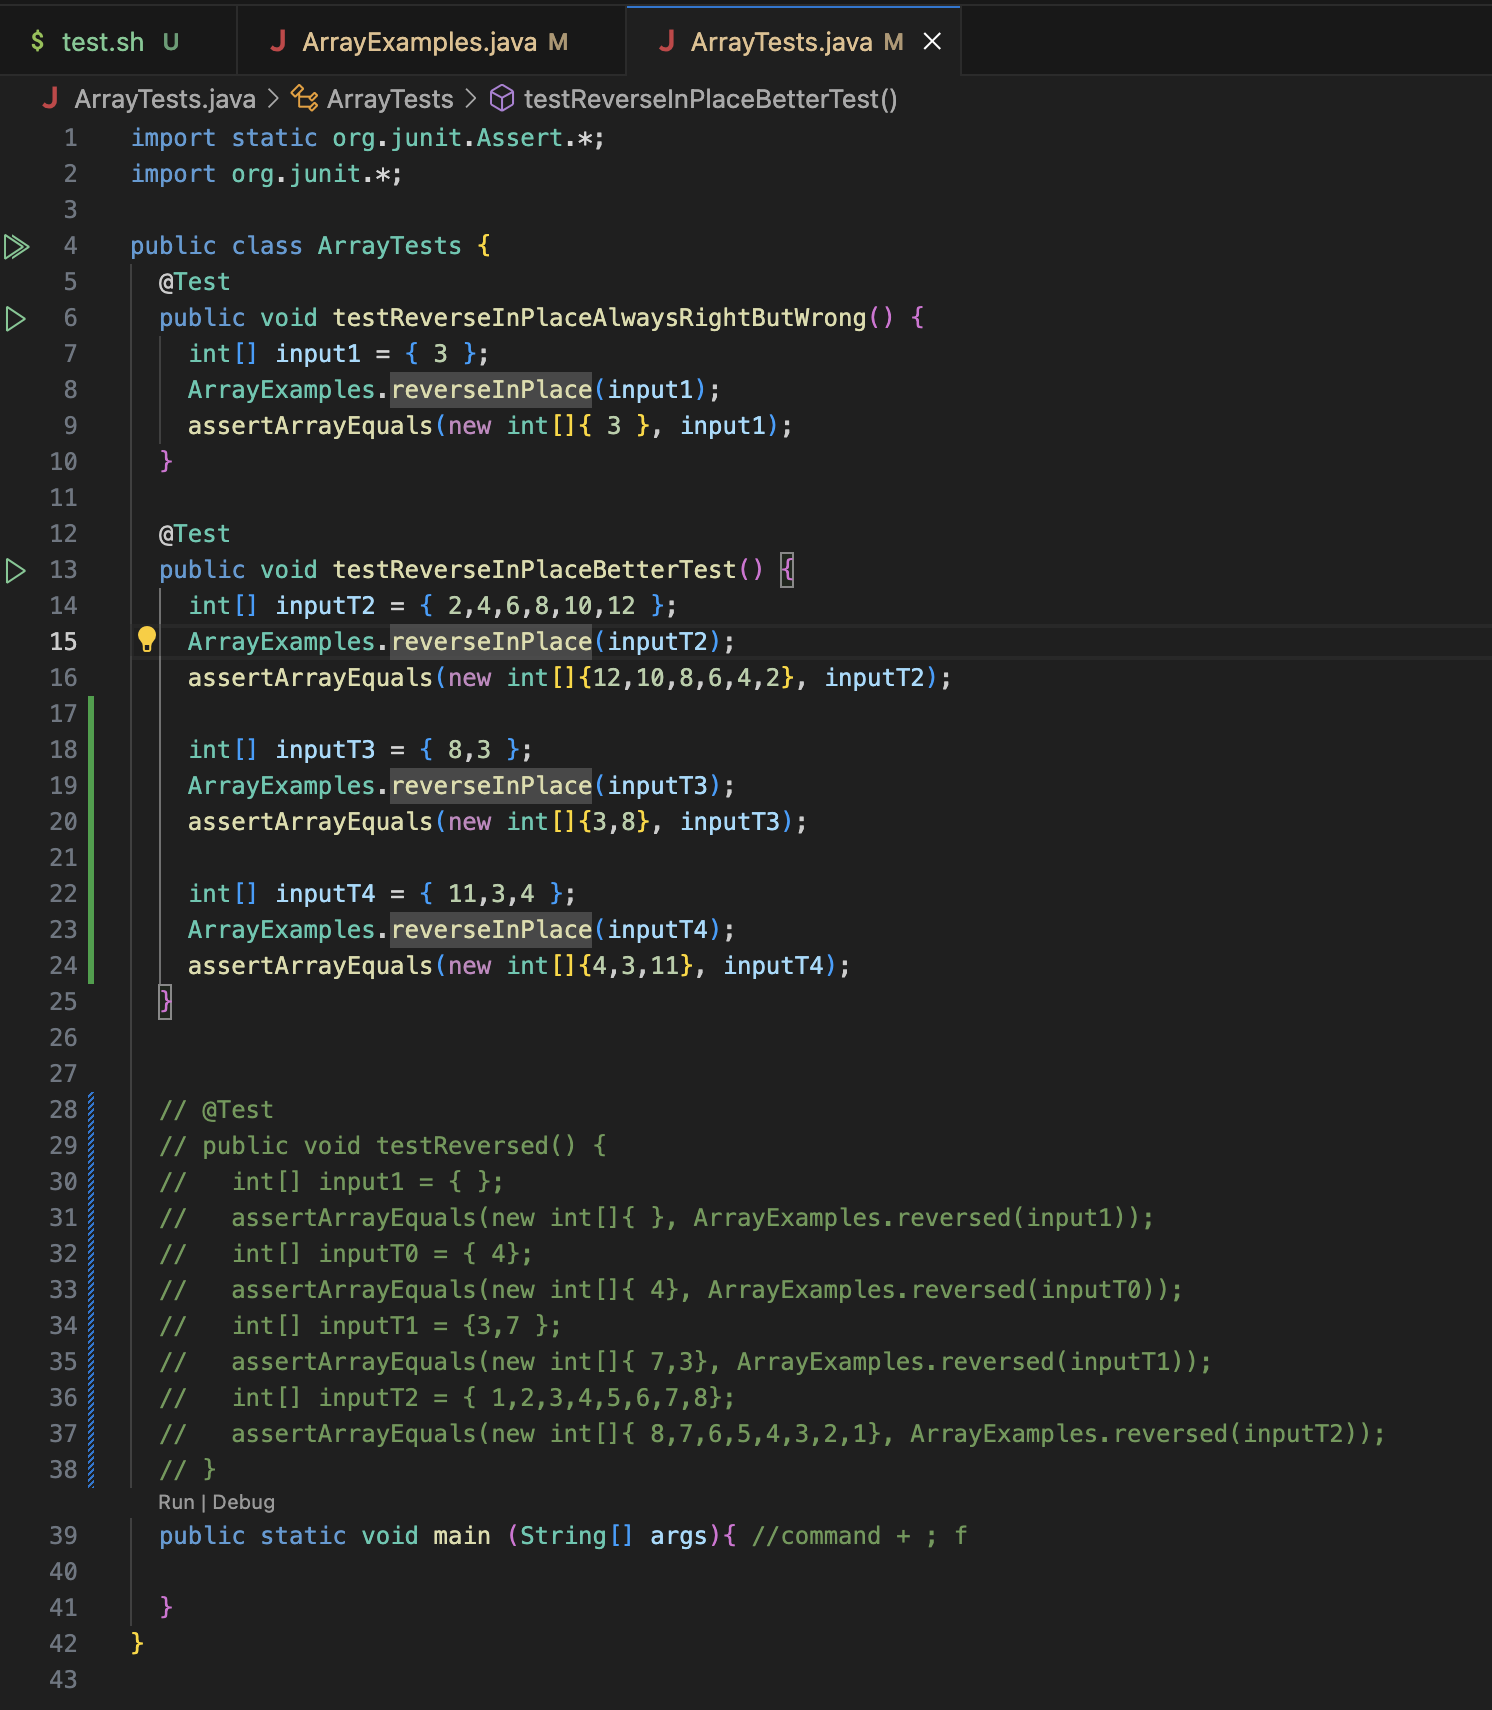 $ test.sh U J ArrayExamples.java M J ArrayTests.java M
J ArrayTests.java > ArrayTests > testReverseInPlaceBetterTest()
1 import static org.junit.Assert.*;
2 import org.junit.*;
3
4 public class ArrayTests {
5 @Test
6 public void testReverseInPlaceAlwaysRightButWrong() {
7 int[] input1 = { 3 };
8 ArrayExamples.reverseInPlace(input1);
9 assertArrayEquals(new int[]{ 3 }, input1);
10 }
11
12 @Test
13 public void testReverseInPlaceBetterTest() {
14 int[] inputT2 = { 2,4,6,8,10,12 };
15 ArrayExamples.reverseInPlace(inputT2);
16 assertArrayEquals(new int[]{12,10,8,6,4,2}, inputT2);
17
18 int[] inputT3 = { 8,3 };
19 ArrayExamples.reverseInPlace(inputT3);
20 assertArrayEquals(new int[]{3,8}, inputT3);
21
22 int[] inputT4 = { 11,3,4 };
23 ArrayExamples.reverseInPlace(inputT4);
24 assertArrayEquals(new int[]{4,3,11}, inputT4);
25 }
26
27
28 // @Test
29 // public void testReversed() {
30 //   int[] input1 = { };
31 //   assertArrayEquals(new int[]{ }, ArrayExamples.reversed(input1));
32 //   int[] inputT0 = { 4};
33 //   assertArrayEquals(new int[]{ 4}, ArrayExamples.reversed(inputT0));
34 //   int[] inputT1 = {3,7 };
35 //   assertArrayEquals(new int[]{ 7,3}, ArrayExamples.reversed(inputT1));
36 //   int[] inputT2 = { 1,2,3,4,5,6,7,8};
37 //   assertArrayEquals(new int[]{ 8,7,6,5,4,3,2,1}, ArrayExamples.reversed(inputT2));
38 // }
Run | Debug
39 public static void main (String[] args){ //command + ; f
40
41 }
42 }
43